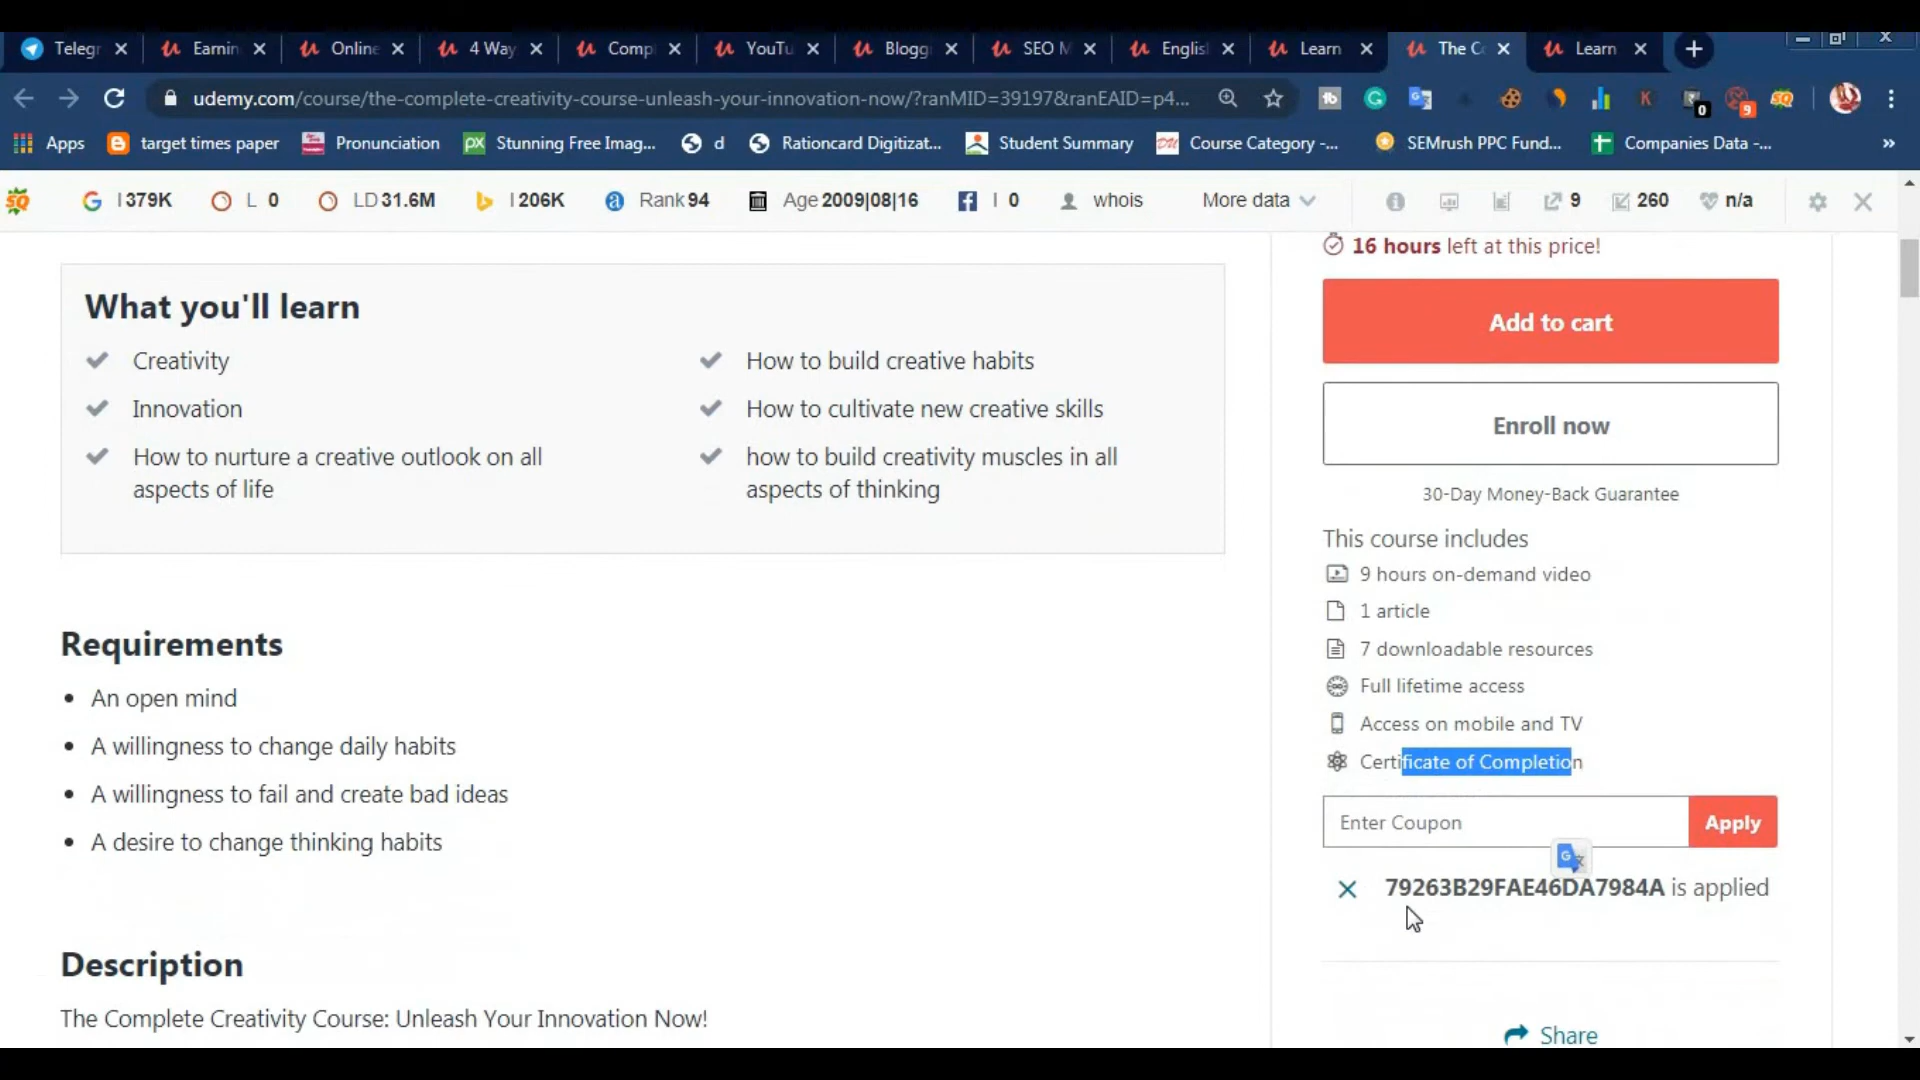 Telegr
Earnin
Online
4 Way
Comp
YouTu
Blogg
SEO M
Englis
Learn
The Co
Learn
udemy.com/course/the-complete-creativity-course-unleash-your-innovation-now/?ranMID=39197&ranEAID=p4...
0
9
Apps
target times paper
Pronunciation
Stunning Free Imag...
d
Rationcard Digitizat...
Student Summary
Course Category -...
SEMrush PPC Fund...
Companies Data -...
»
I 379K
L 0
LD 31.6M
I 206K
Rank 94
Age 2009|08|16
I 0
whois
More data
9
260
n/a
16 hours left at this price!
What you'll learn
Add to cart
Creativity
How to build creative habits
Innovation
How to cultivate new creative skills
How to nurture a creative outlook on all
aspects of life
how to build creativity muscles in all
aspects of thinking
Enroll now
30-Day Money-Back Guarantee
This course includes
9 hours on-demand video
1 article
7 downloadable resources
Full lifetime access
Access on mobile and TV
Certificate of Completion
Requirements
• An open mind
• A willingness to change daily habits
• A willingness to fail and create bad ideas
• A desire to change thinking habits
Enter Coupon
Apply
79263B29FAE46DA7984A is applied
Description
The Complete Creativity Course: Unleash Your Innovation Now!
Share